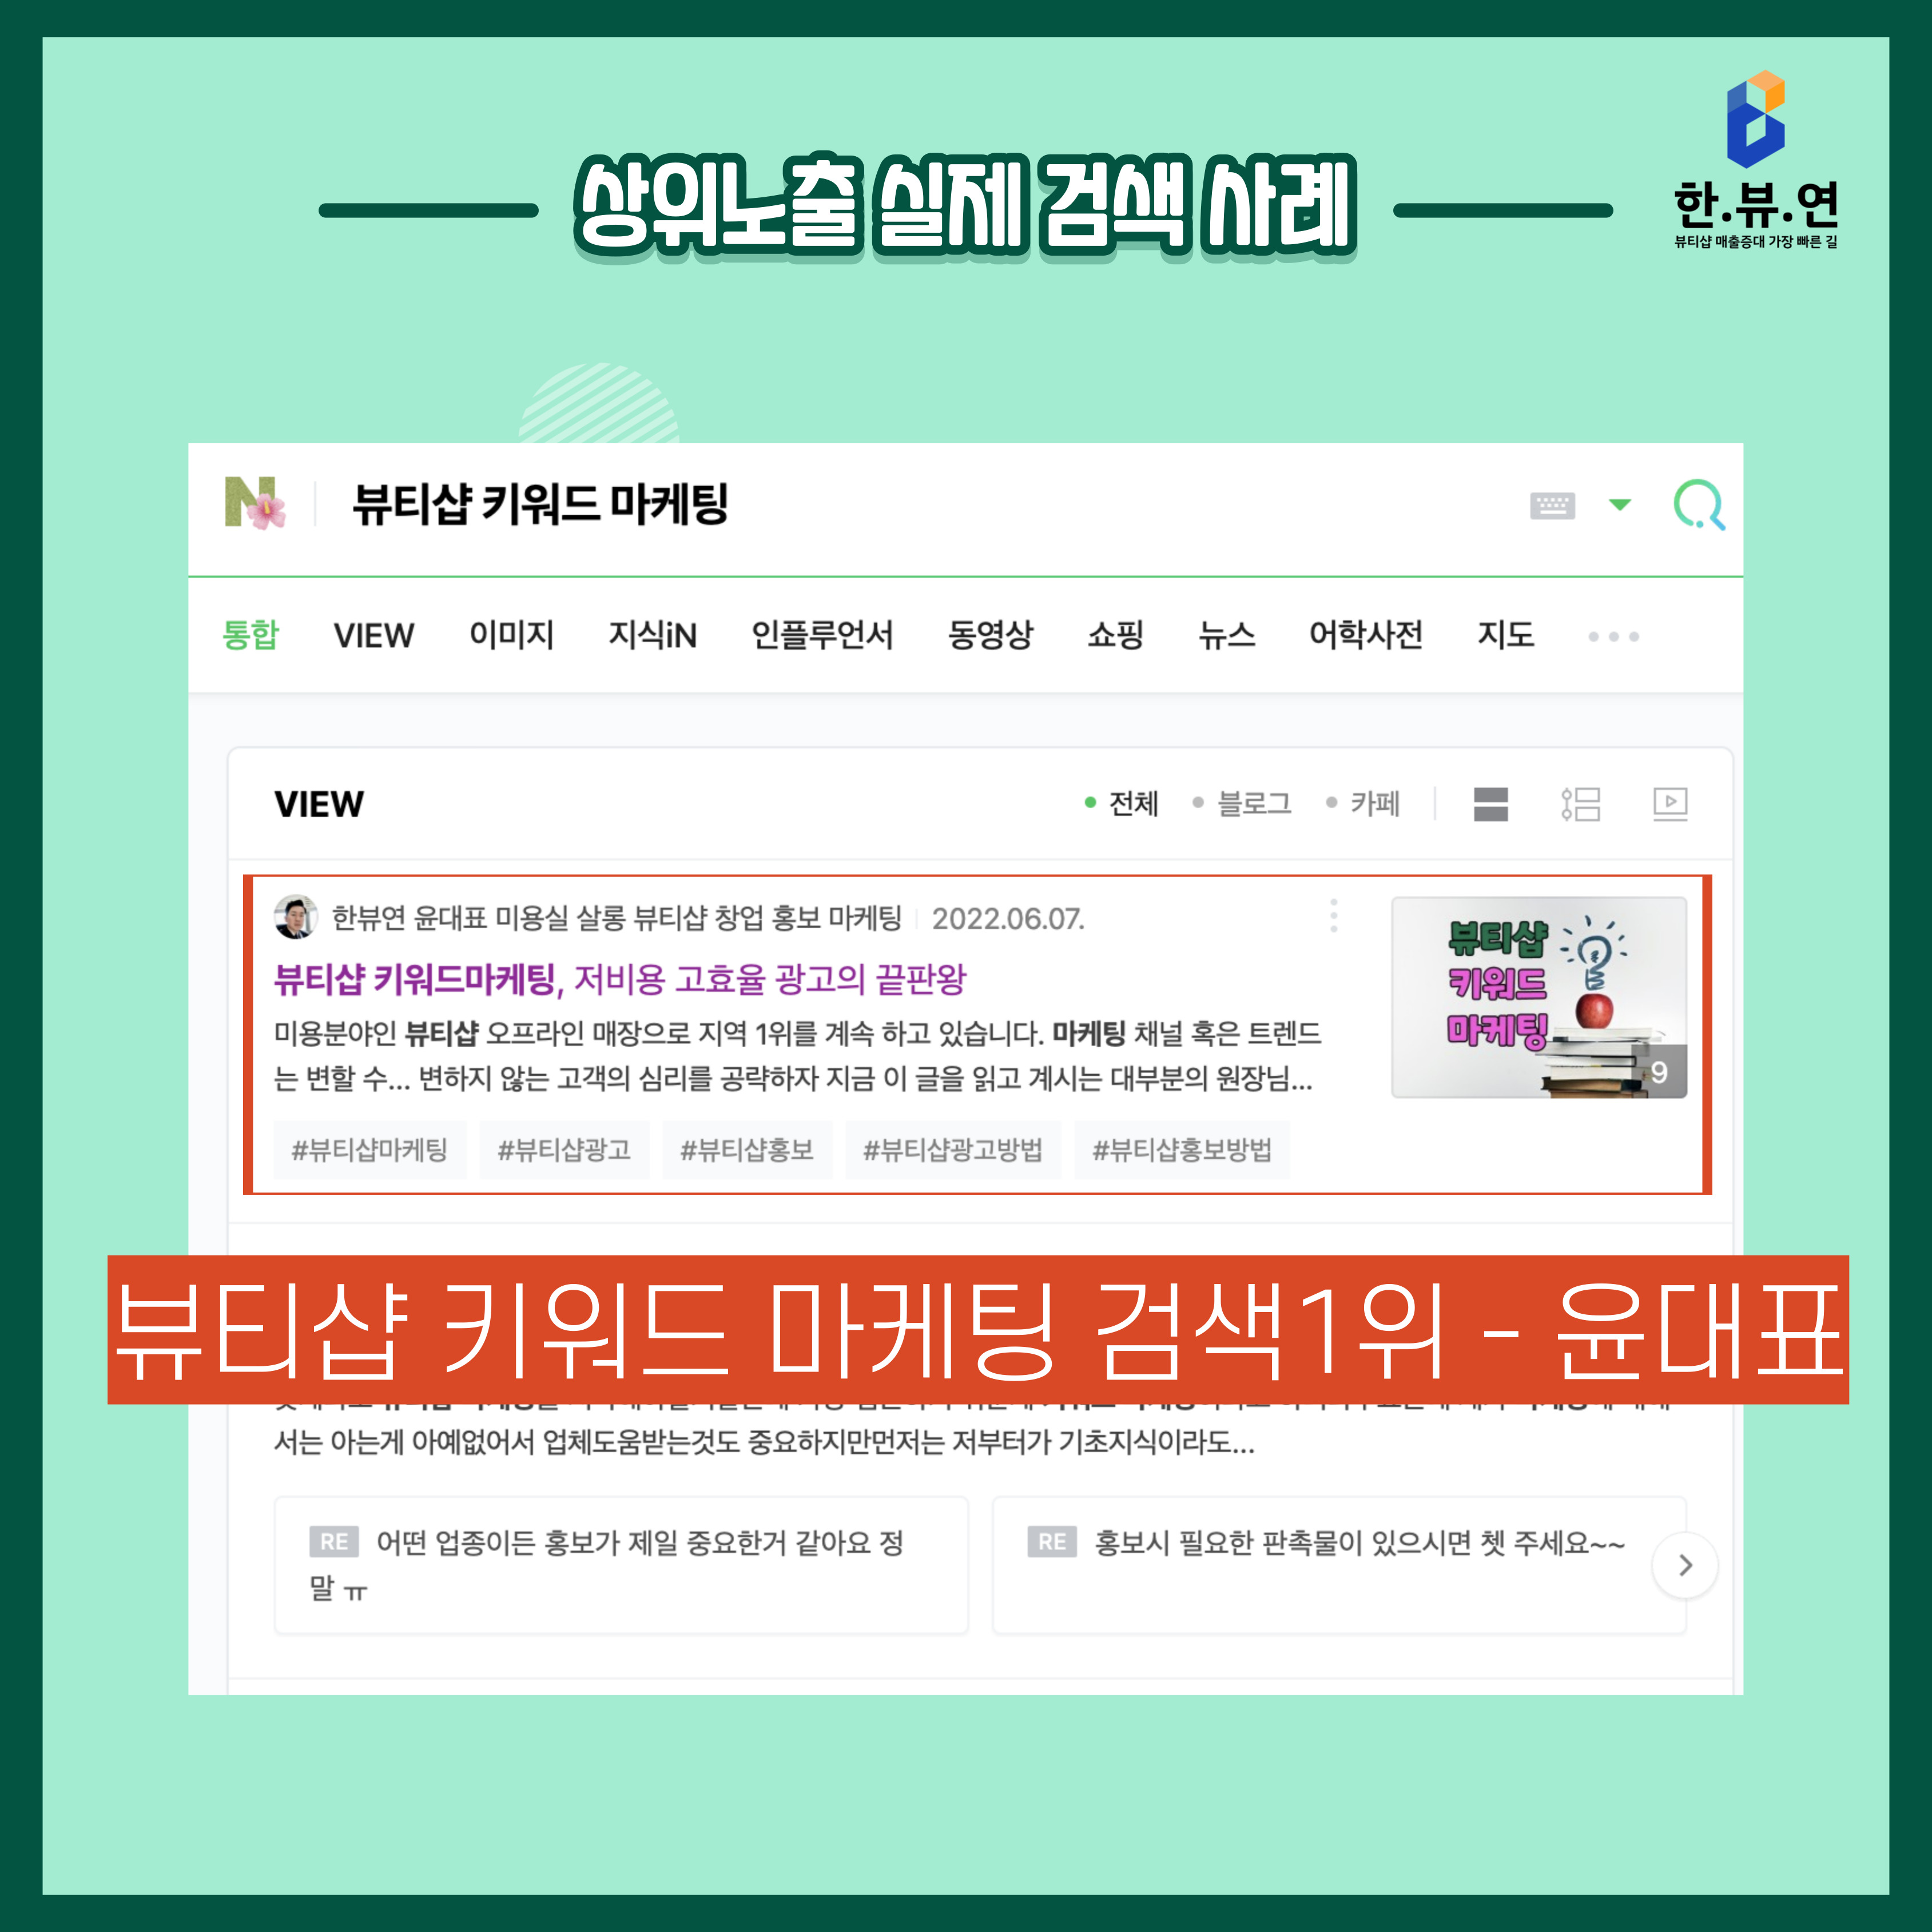 상위노출 실제 검색 사례
한.뷰.연
뷰티샵 매출증대 가장 빠른 길
N
뷰티샵 키워드 마케팅
통합 VIEW 이미지 지식iN 인플루언서 동영상 쇼핑 뉴스 어학사전 지도
VIEW
전체 블로그 카페
한뷰연 윤대표 미용실 살롱 뷰티샵 창업 홍보 마케팅 2022.06.07.
뷰티샵 키워드마케팅, 저비용 고효율 광고의 끝판왕
미용분야인 뷰티샵 오프라인 매장으로 지역 1위를 계속 하고 있습니다. 마케팅 채널 혹은 트렌드
는 변할 수... 변하지 않는 고객의 심리를 공략하자 지금 이 글을 읽고 계시는 대부분의 원장님...
#뷰티샵마케팅 #뷰티샵광고 #뷰티샵홍보 #뷰티샵광고방법 #뷰티샵홍보방법
뷰티샵
키워드
마케팅
9
뷰티샵 키워드 마케팅 검색1위 - 윤대표
서는 아는게 아예없어서 업체도움받는것도 중요하지만먼저는 저부터가 기초지식이라도...
RE 어떤 업종이든 홍보가 제일 중요한거 같아요 정
말 ㅠ
RE 홍보시 필요한 판촉물이 있으시면 쳇 주세요~~